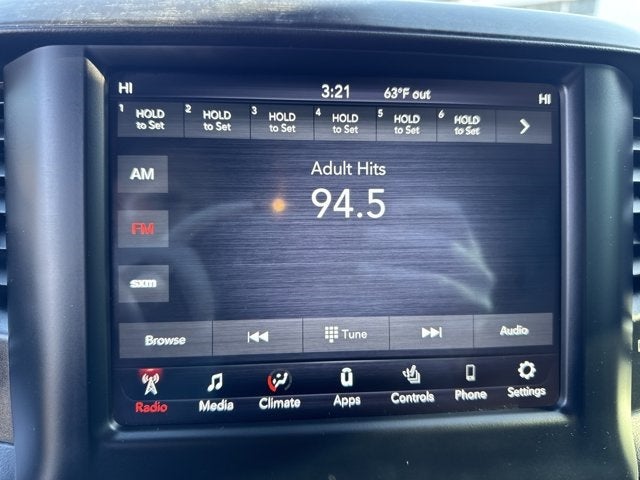 HI 3:21 63°F out HI
1 HOLD to Set 2 HOLD to Set 3 HOLD to Set 4 HOLD to Set 5 HOLD to Set 6 HOLD to Set
Adult Hits
AM
94.5
FM
sxm
Browse Tune Audio
Radio Media Climate Apps Controls Phone Settings